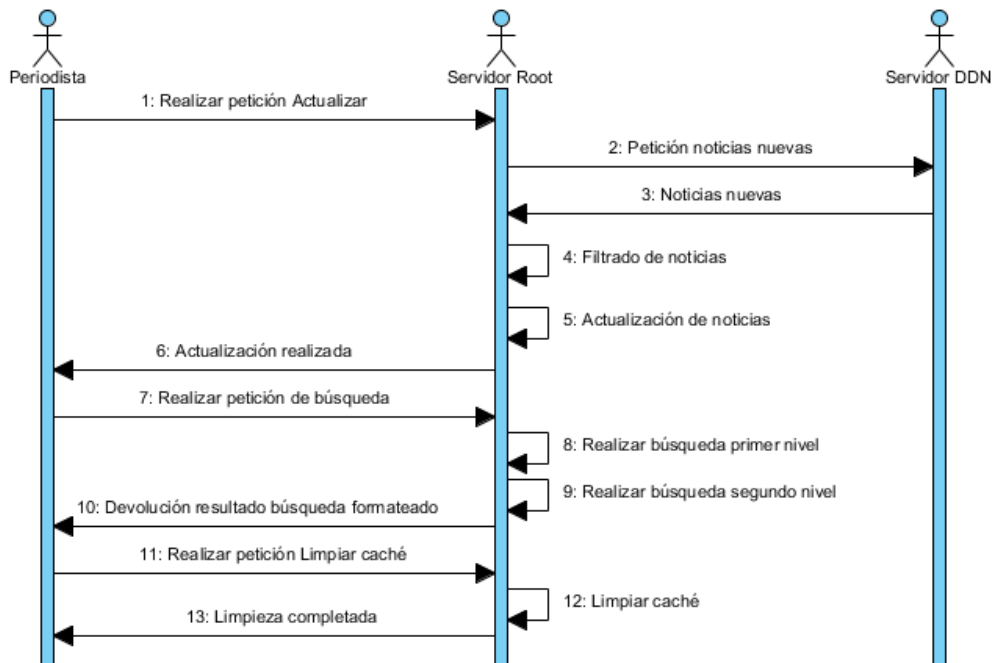 Periodista
Servidor Root
Servidor DDN
1: Realizar petición Actualizar
2: Petición noticias nuevas
3: Noticias nuevas
4: Filtrado de noticias
5: Actualización de noticias
6: Actualización realizada
7: Realizar petición de búsqueda
8: Realizar búsqueda primer nivel
9: Realizar búsqueda segundo nivel
10: Devolución resultado búsqueda formateado
11: Realizar petición Limpiar caché
12: Limpiar caché
13: Limpieza completada